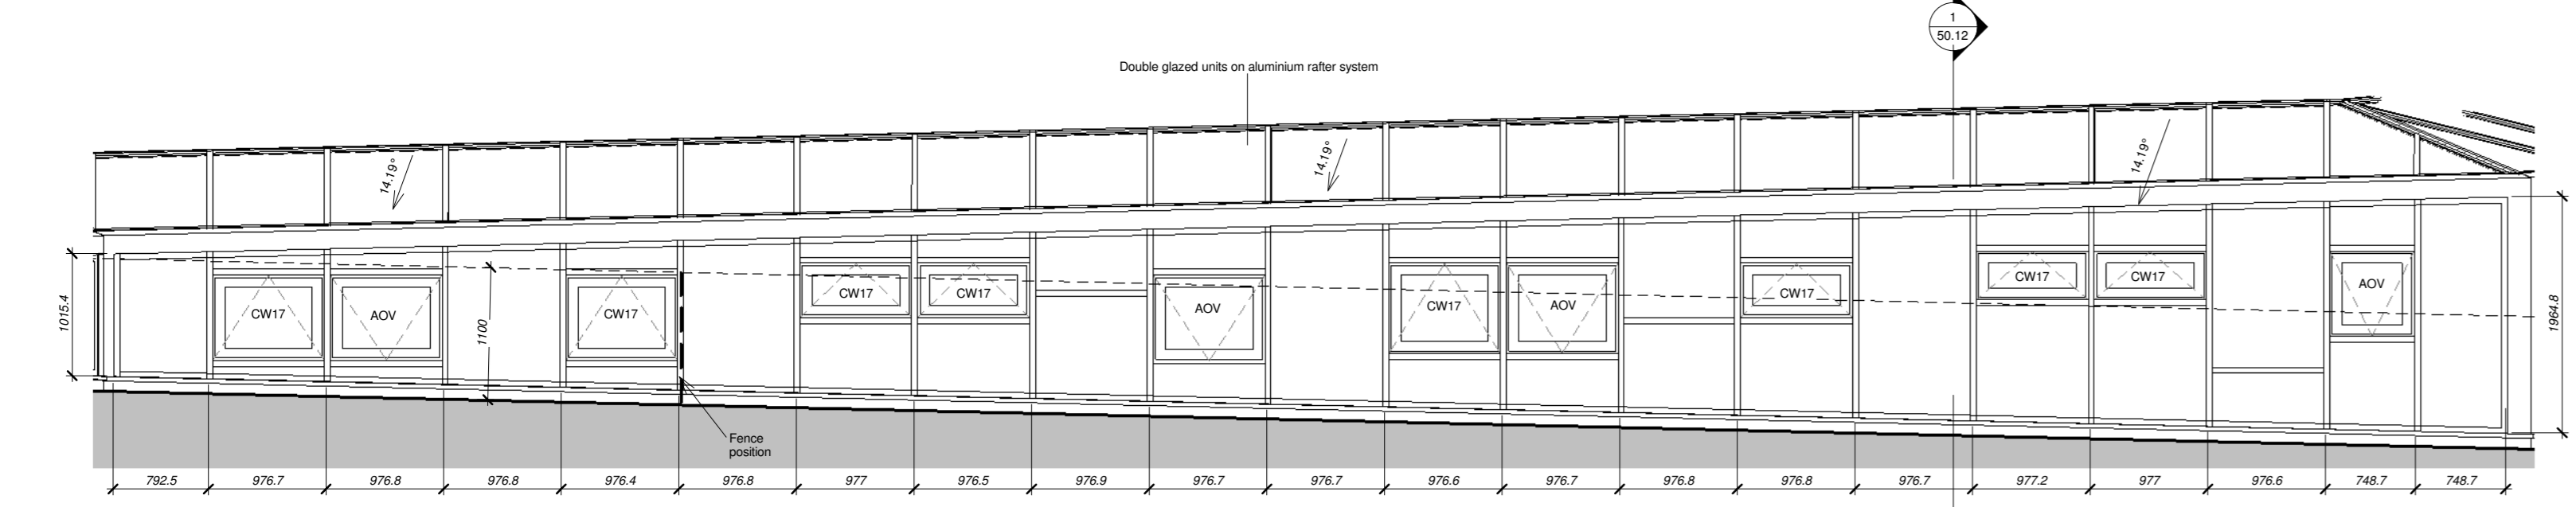 1
50.12
Double glazed units on aluminium rafter system
14.19°
14.19°
14.19°
1015.4
CW17
AOV
1100
CW17
CW17
CW17
AOV
CW17
AOV
CW17
CW17
CW17
AOV
1964.8
Fence
position
792.5 976.7 976.8 976.8 976.4 976.8 977 976.5 976.9 976.7 976.7 976.6 976.7 976.8 976.8 976.7 977.2 977 976.6 748.7 748.7